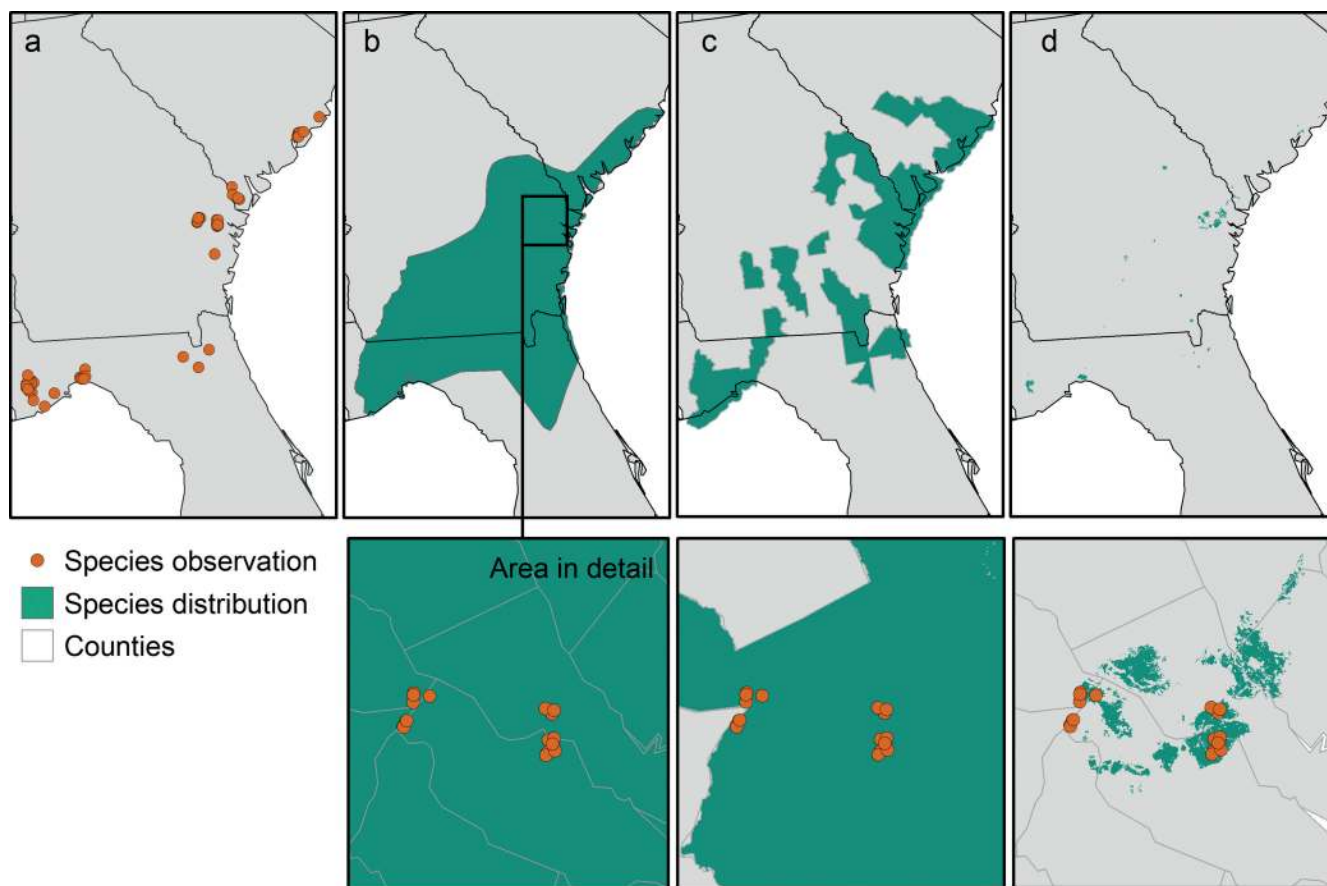 a
b
c
d
Species observation
Species distribution
Counties
Area in detail